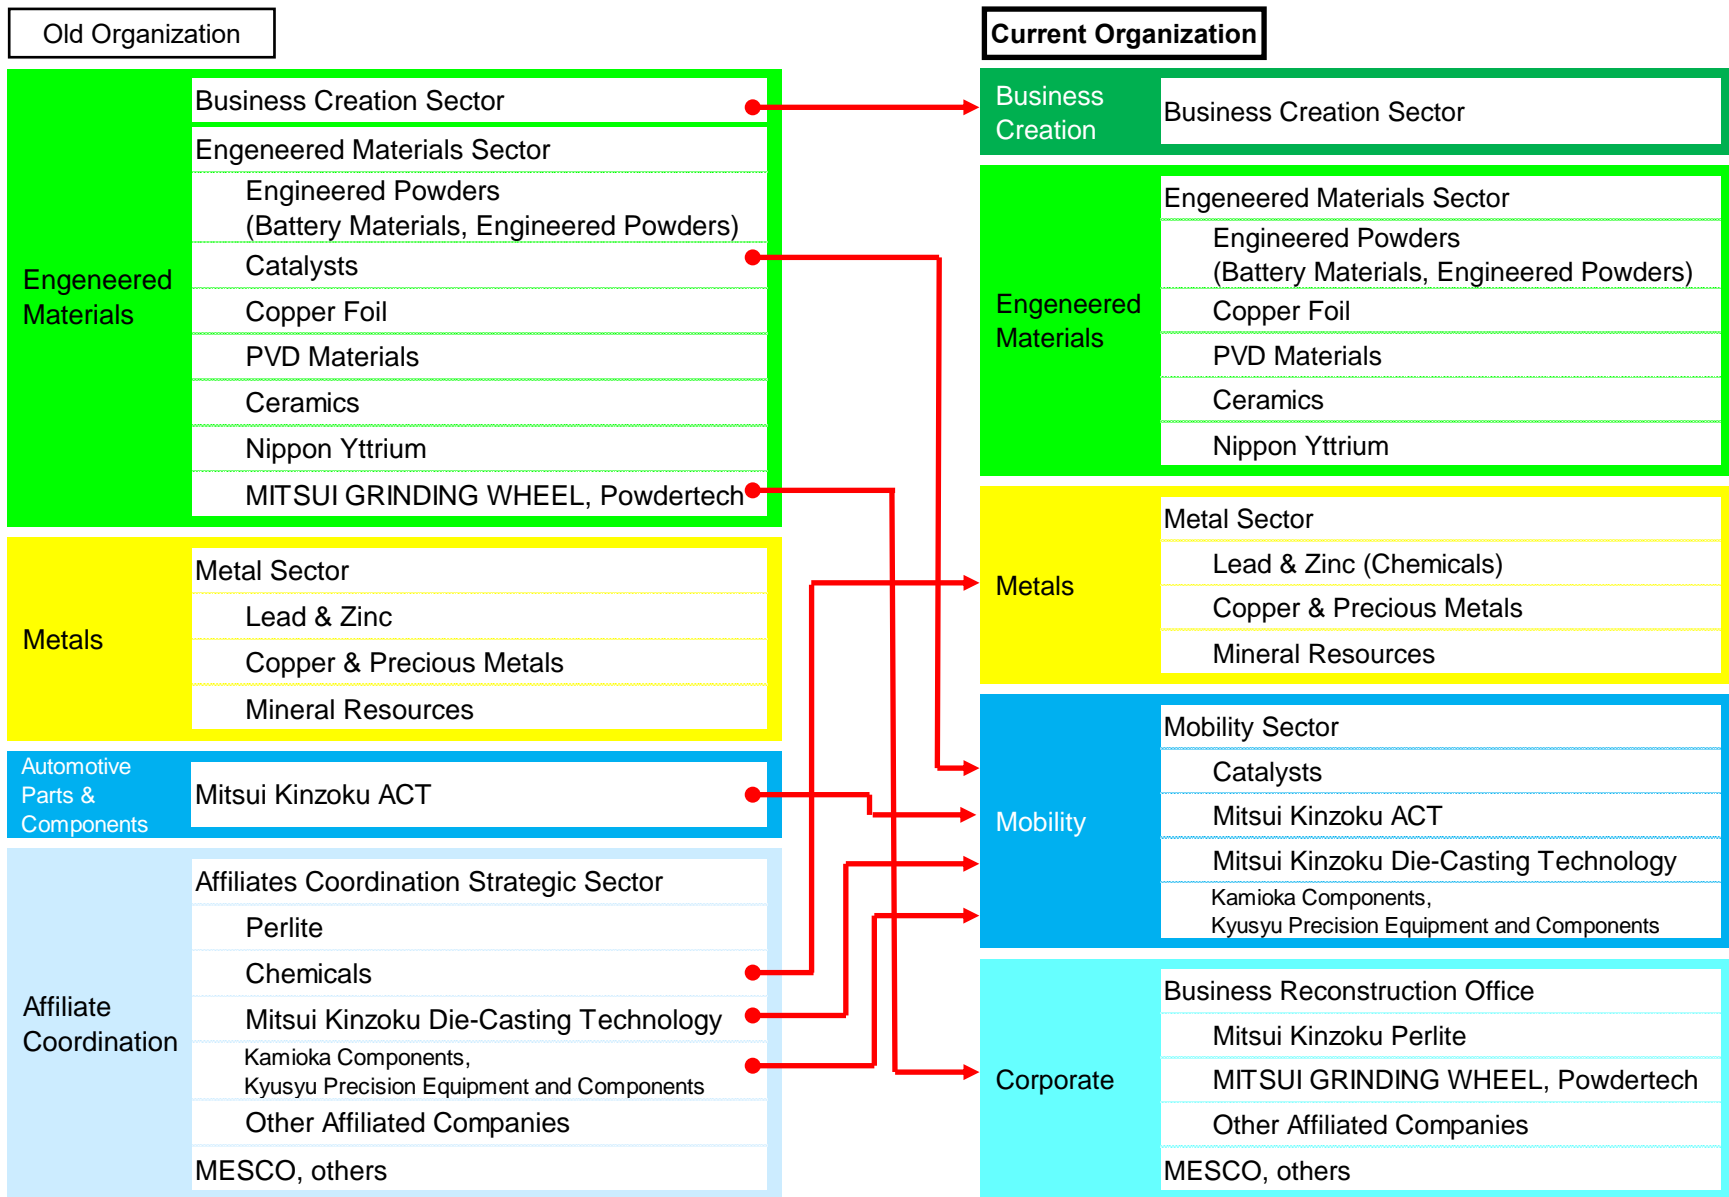 Old Organization
Engeneered
Materials
Business Creation Sector
Engeneered Materials Sector
Engineered Powders
(Battery Materials, Engineered Powders)
Catalysts
Copper Foil
PVD Materials
Ceramics
Nippon Yttrium
MITSUI GRINDING WHEEL, Powdertech
Metals
Metal Sector
Lead & Zinc
Copper & Precious Metals
Mineral Resources
Automotive
Parts &
Components
Mitsui Kinzoku ACT
Affiliate
Coordination
Affiliates Coordination Strategic Sector
Perlite
Chemicals
Mitsui Kinzoku Die-Casting Technology
Kamioka Components,
Kyusyu Precision Equipment and Components
Other Affiliated Companies
MESCO, others
Current Organization
Business
Creation
Business Creation Sector
Engeneered
Materials
Engeneered Materials Sector
Engineered Powders
(Battery Materials, Engineered Powders)
Copper Foil
PVD Materials
Ceramics
Nippon Yttrium
Metals
Metal Sector
Lead & Zinc (Chemicals)
Copper & Precious Metals
Mineral Resources
Mobility
Mobility Sector
Catalysts
Mitsui Kinzoku ACT
Mitsui Kinzoku Die-Casting Technology
Kamioka Components,
Kyusyu Precision Equipment and Components
Corporate
Business Reconstruction Office
Mitsui Kinzoku Perlite
MITSUI GRINDING WHEEL, Powdertech
Other Affiliated Companies
MESCO, others